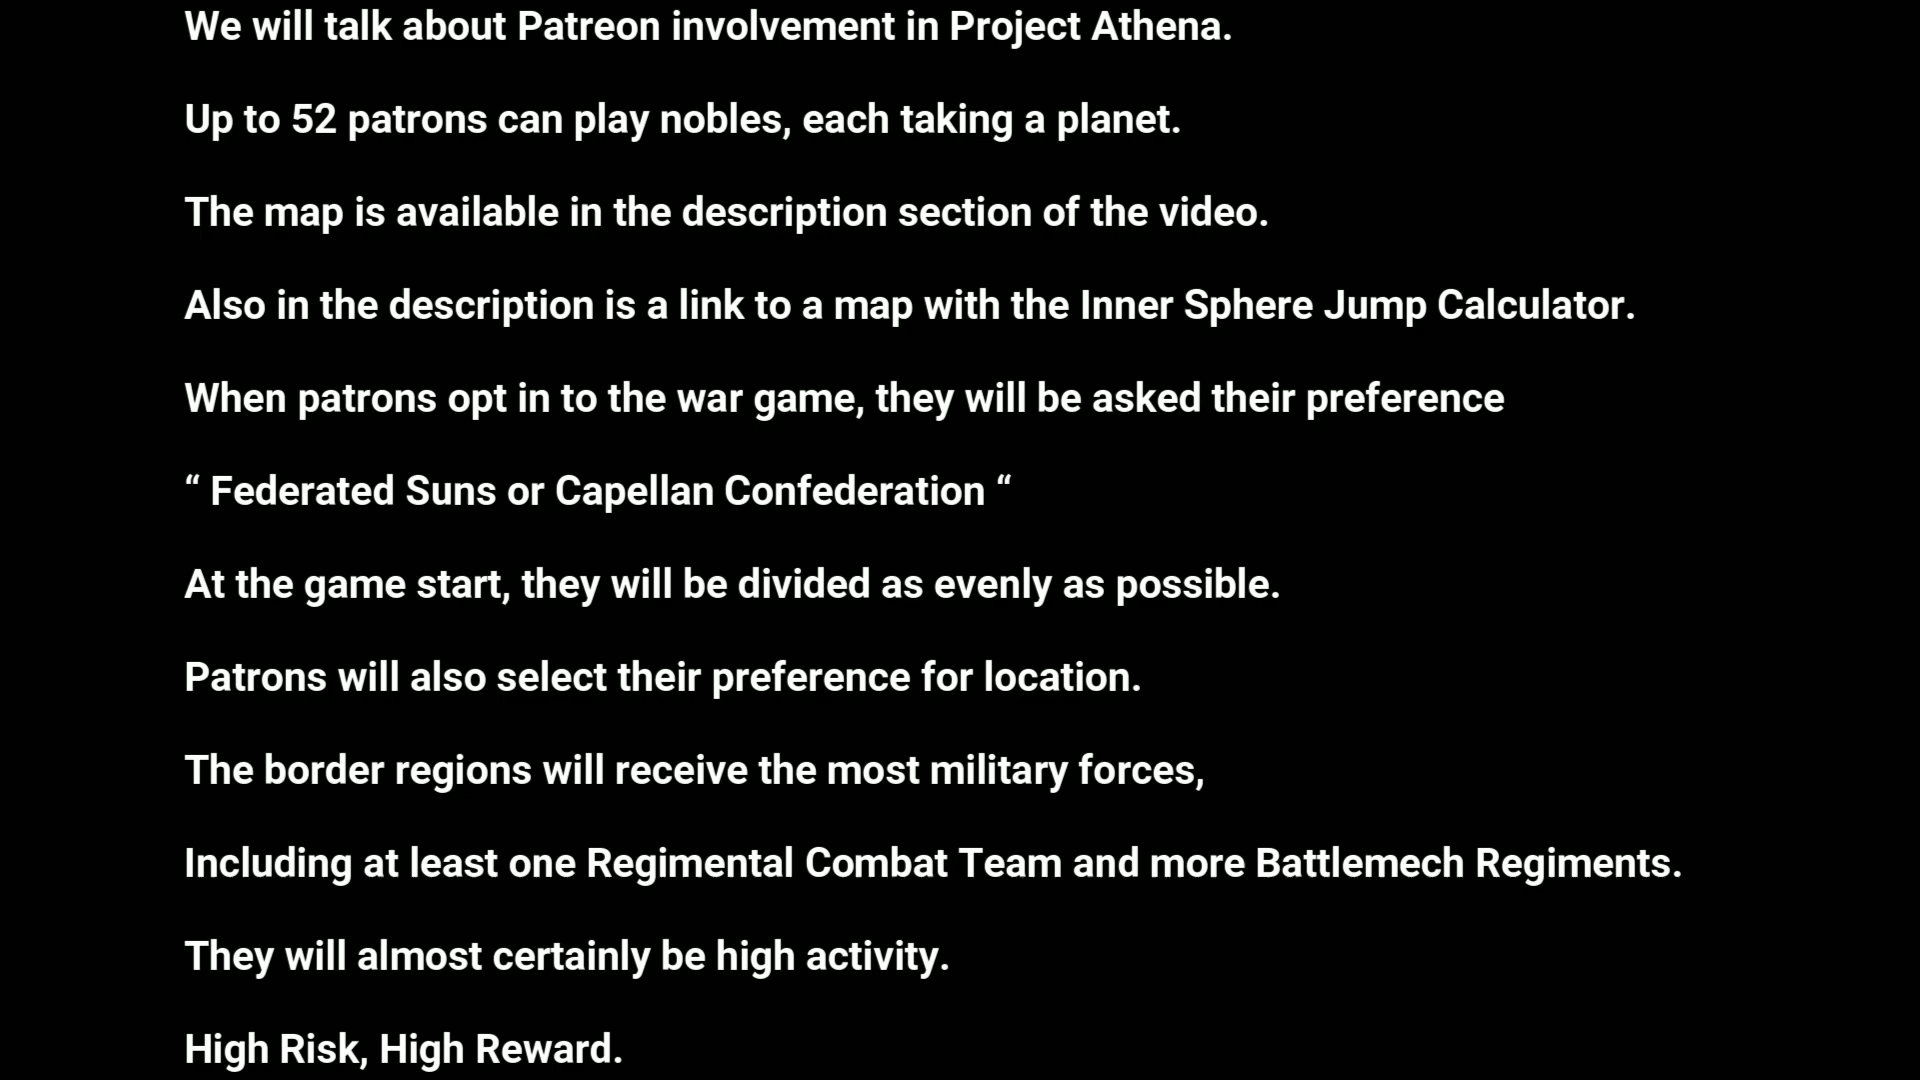 We will talk about Patreon involvement in Project Athena.
Up to 52 patrons can play nobles, each taking a planet.
The map is available in the description section of the video.
Also in the description is a link to a map with the Inner Sphere Jump Calculator.
When patrons opt in to the war game, they will be asked their preference
“ Federated Suns or Capellan Confederation “
At the game start, they will be divided as evenly as possible.
Patrons will also select their preference for location.
The border regions will receive the most military forces,
Including at least one Regimental Combat Team and more Battlemech Regiments.
They will almost certainly be high activity.
High Risk, High Reward.